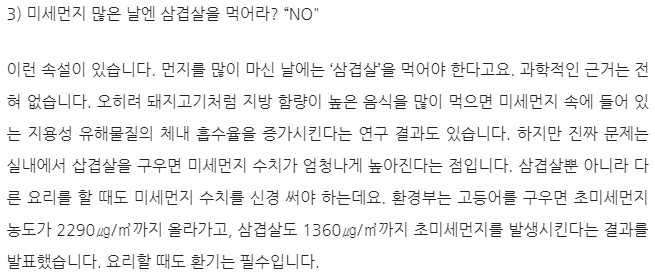 3) 미세먼지 많은 날엔 삼겹살을 먹어라? “NO"
이런 속설이 있습니다. 먼지를 많이 마신 날에는 ‘삼겹살’을 먹어야 한다고요. 과학적인 근거는 전
혀 없습니다. 오히려 돼지고기처럼 지방 함량이 높은 음식을 많이 먹으면 미세먼지 속에 들어 있
는 지용성 유해물질의 체내 흡수율을 증가시킨다는 연구 결과도 있습니다. 하지만 진짜 문제는
실내에서 삽겹살을 구우면 미세먼지 수치가 엄청나게 높아진다는 점입니다. 삼겹살뿐 아니라 다
른 요리를 할 때도 미세먼지 수치를 신경 써야 하는데요. 환경부는 고등어를 구우면 초미세먼지
농도가 2290㎍/㎥까지 올라가고, 삼겹살도 1360㎍/㎥까지 초미세먼지를 발생시킨다는 결과를
발표했습니다. 요리할 때도 환기는 필수입니다.